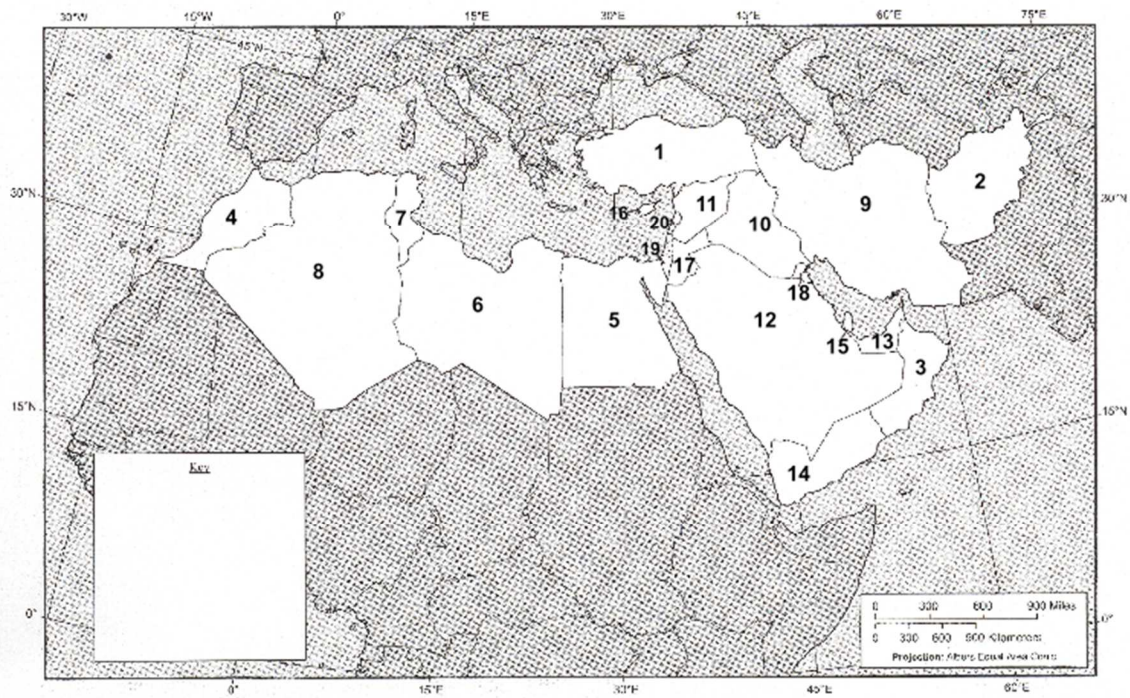 30°W 15°W 0° 15°E 30°E 45°E 60°E 75°E
45°N
1
2
30°N 30°N
4
7
16
11
9
20
10
19
17
8
18
6
5
12
15
13
3
15°N 15°N
14
Key
0 300 600 900 Miles
0 300 600 900 Kilometers
Projection: Albers Equal Area Conic
0° 0°
0° 15°E 30°E 45°E 60°E